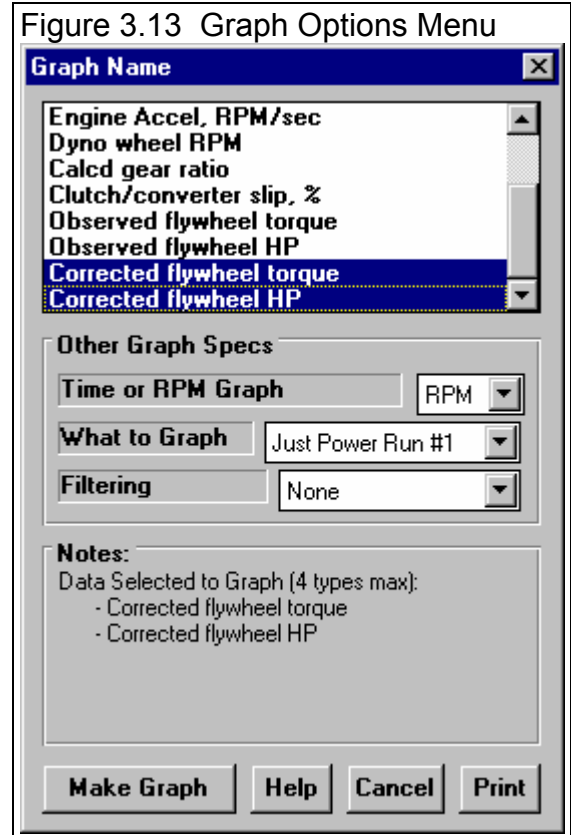 Figure 3.13  Graph Options Menu
Graph Name
Engine Accel, RPM/sec
Dyno wheel RPM
Calcd gear ratio
Clutch/converter slip, %
Observed flywheel torque
Observed flywheel HP
Corrected flywheel torque
Corrected flywheel HP
Other Graph Specs
Time or RPM Graph RPM
What to Graph Just Power Run #1
Filtering None
Notes:
Data Selected to Graph (4 types max):
- Corrected flywheel torque
- Corrected flywheel HP
Make Graph Help Cancel Print